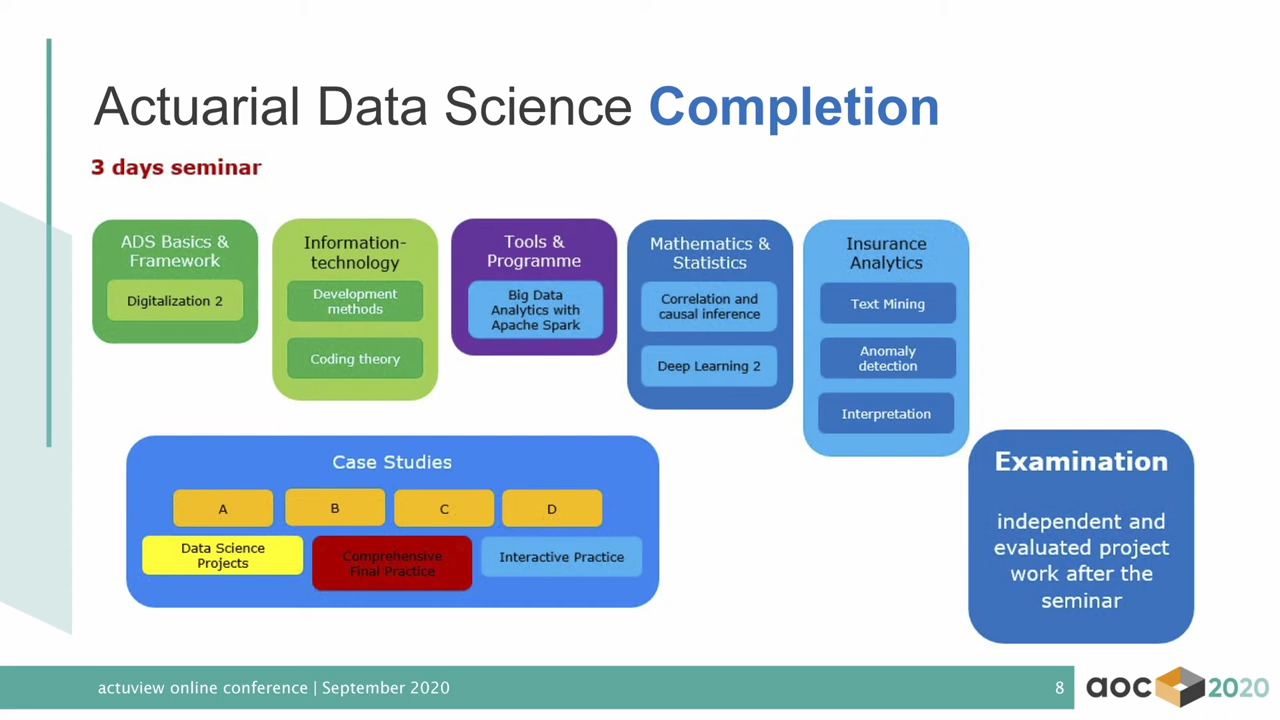 Actuarial Data Science Completion
3 days seminar
ADS Basics &
Framework
Digitalization 2
Information-
technology
Development
methods
Coding theory
Tools &
Programme
Big Data
Analytics with
Apache Spark
Mathematics &
Statistics
Correlation and
causal inference
Deep Learning 2
Insurance
Analytics
Text Mining
Anomaly
detection
Interpretation
Case Studies
A
B
C
D
Data Science
Projects
Comprehensive
Final Practice
Interactive Practice
Examination
independent and
evaluated project
work after the
seminar
actuview online conference | September 2020
8
aoc 2020